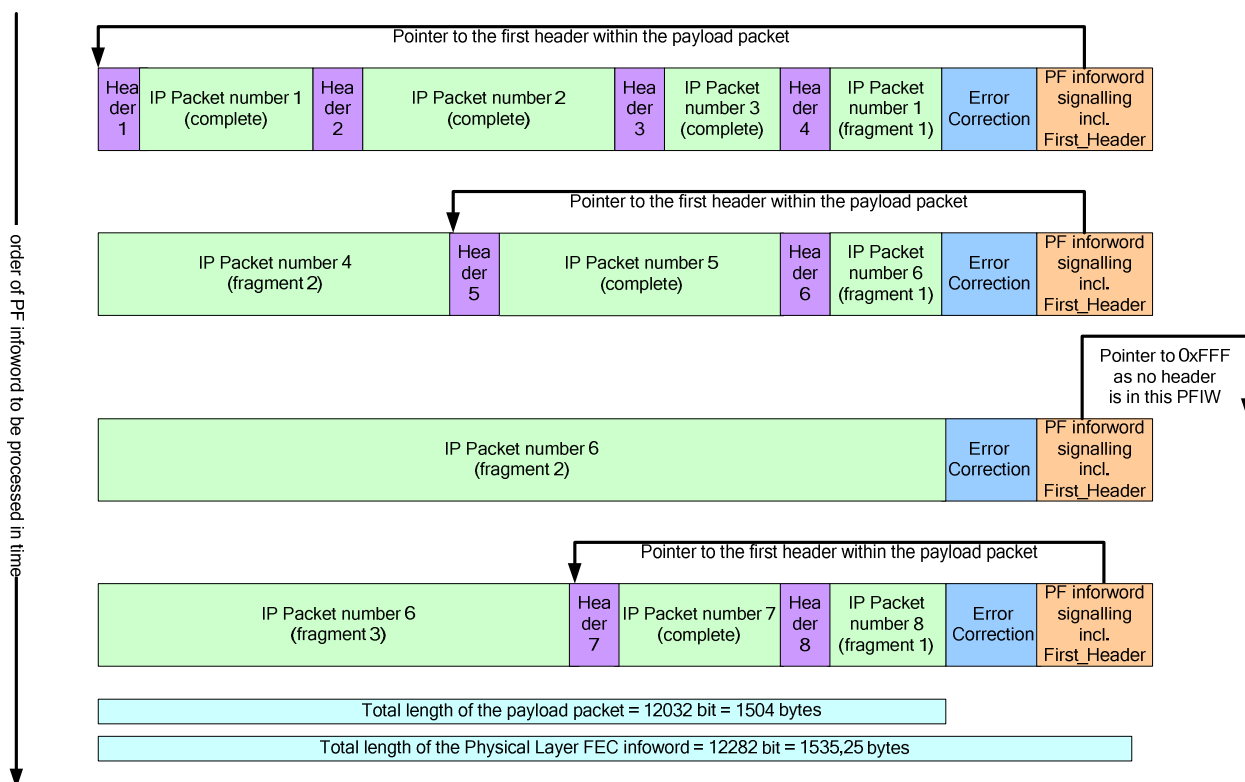 Pointer to the first header within the payload packet
Hea
der
1
IP Packet number 1
(complete)
Hea
der
2
IP Packet number 2
(complete)
Hea
der
3
IP Packet
number 3
(complete)
Hea
der
4
IP Packet
number 1
(fragment 1)
Error
Correction
PF inforword
signalling
incl.
First_Header
Pointer to the first header within the payload packet
IP Packet number 4
(fragment 2)
Hea
der
5
IP Packet number 5
(complete)
Hea
der
6
IP Packet
number 6
(fragment 1)
Error
Correction
PF inforword
signalling
incl.
First_Header
order of PF infoword to be processed in time
Pointer to 0xFFF
as no header
is in this PFIW
IP Packet number 6
(fragment 2)
Error
Correction
PF inforword
signalling
incl.
First_Header
Pointer to the first header within the payload packet
IP Packet number 6
(fragment 3)
Hea
der
7
IP Packet number 7
(complete)
Hea
der
8
IP Packet
number 8
(fragment 1)
Error
Correction
PF inforword
signalling
incl.
First_Header
Total length of the payload packet = 12032 bit = 1504 bytes
Total length of the Physical Layer FEC infoword = 12282 bit = 1535,25 bytes